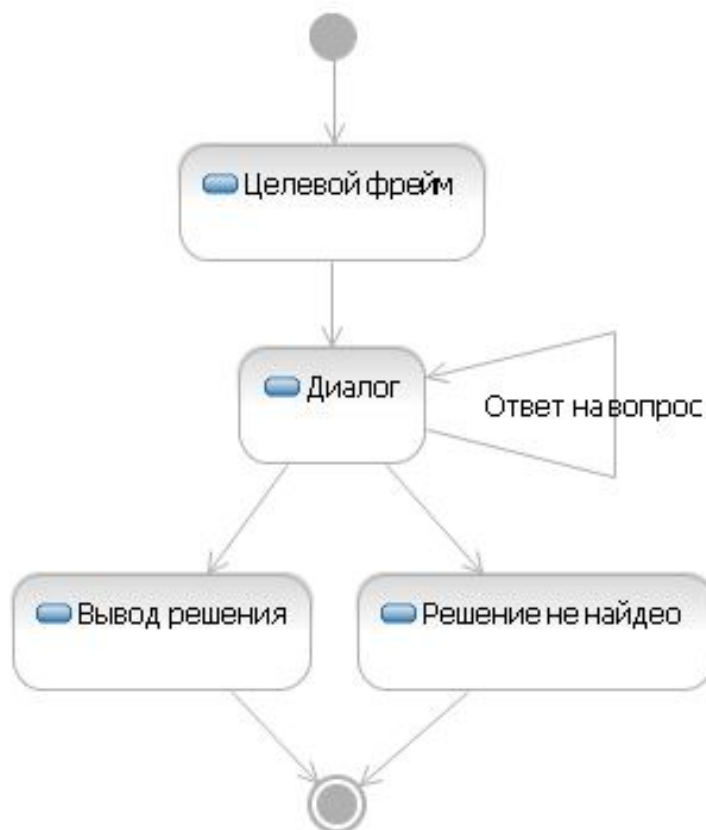 Целевой фрейм
Диалог
Ответ на вопрос
Вывод решения
Решение не найдео